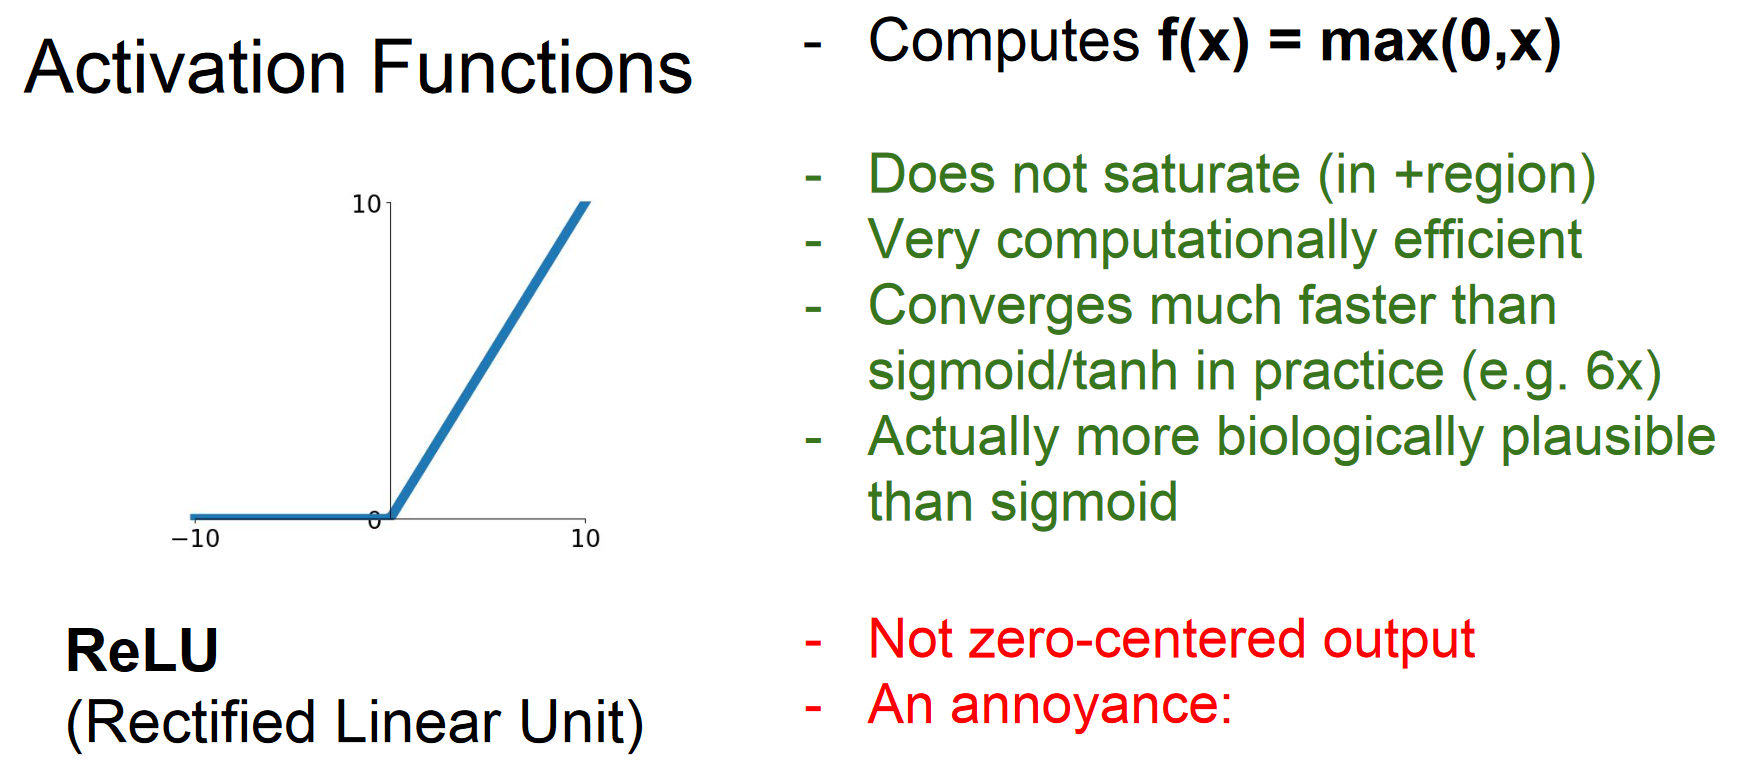 Activation Functions
10
0
−10
10
ReLU
(Rectified Linear Unit)
- Computes f(x) = max(0,x)
- Does not saturate (in +region)
- Very computationally efficient
- Converges much faster than
sigmoid/tanh in practice (e.g. 6x)
- Actually more biologically plausible
than sigmoid
- Not zero-centered output
- An annoyance: